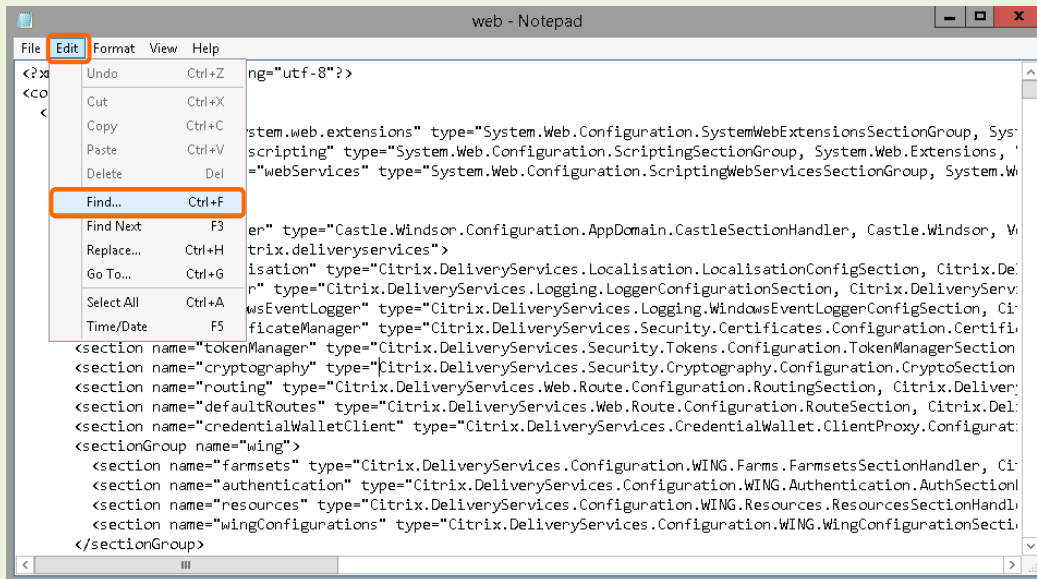 web - Notepad
File Edit Format View Help
Undo Ctrl+Z
Cut Ctrl+X
Copy Ctrl+C
Paste Ctrl+V
Delete Del
Find... Ctrl+F
Find Next F3
Replace... Ctrl+H
Go To... Ctrl+G
Select All Ctrl+A
Time/Date F5
<?x ng="utf-8"?>
<co
<
stem.web.extensions" type="System.Web.Configuration.SystemWebExtensionsSectionGroup, Sys
scripting" type="System.Web.Configuration.ScriptingSectionGroup, System.Web.Extensions,
="webServices" type="System.Web.Configuration.ScriptingWebServicesSectionGroup, System.W
er" type="Castle.Windsor.Configuration.AppDomain.CastleSectionHandler, Castle.Windsor, V
trix.deliveryservices">
isation" type="Citrix.DeliveryServices.Localisation.LocalisationConfigSection, Citrix.De
r" type="Citrix.DeliveryServices.Logging.LoggerConfigurationSection, Citrix.DeliveryServ
wsEventLogger" type="Citrix.DeliveryServices.Logging.WindowsEventLoggerConfigSection, Ci
ficateManager" type="Citrix.DeliveryServices.Security.Certificates.Configuration.Certifi
<section name="tokenManager" type="Citrix.DeliveryServices.Security.Tokens.Configuration.TokenManagerSection
<section name="cryptography" type="Citrix.DeliveryServices.Security.Cryptography.Configuration.CryptoSection
<section name="routing" type="Citrix.DeliveryServices.Web.Route.Configuration.RoutingSection, Citrix.Deliver
<section name="defaultRoutes" type="Citrix.DeliveryServices.Web.Route.Configuration.RouteSection, Citrix.Del
<section name="credentialWalletClient" type="Citrix.DeliveryServices.CredentialWallet.ClientProxy.Configurat
<sectionGroup name="wing">
<section name="farmsets" type="Citrix.DeliveryServices.Configuration.WING.Farms.FarmsetsSectionHandler, Ci
<section name="authentication" type="Citrix.DeliveryServices.Configuration.WING.Authentication.AuthSection
<section name="resources" type="Citrix.DeliveryServices.Configuration.WING.Resources.ResourcesSectionHandl
<section name="wingConfigurations" type="Citrix.DeliveryServices.Configuration.WING.WingConfigurationSecti
</sectionGroup>